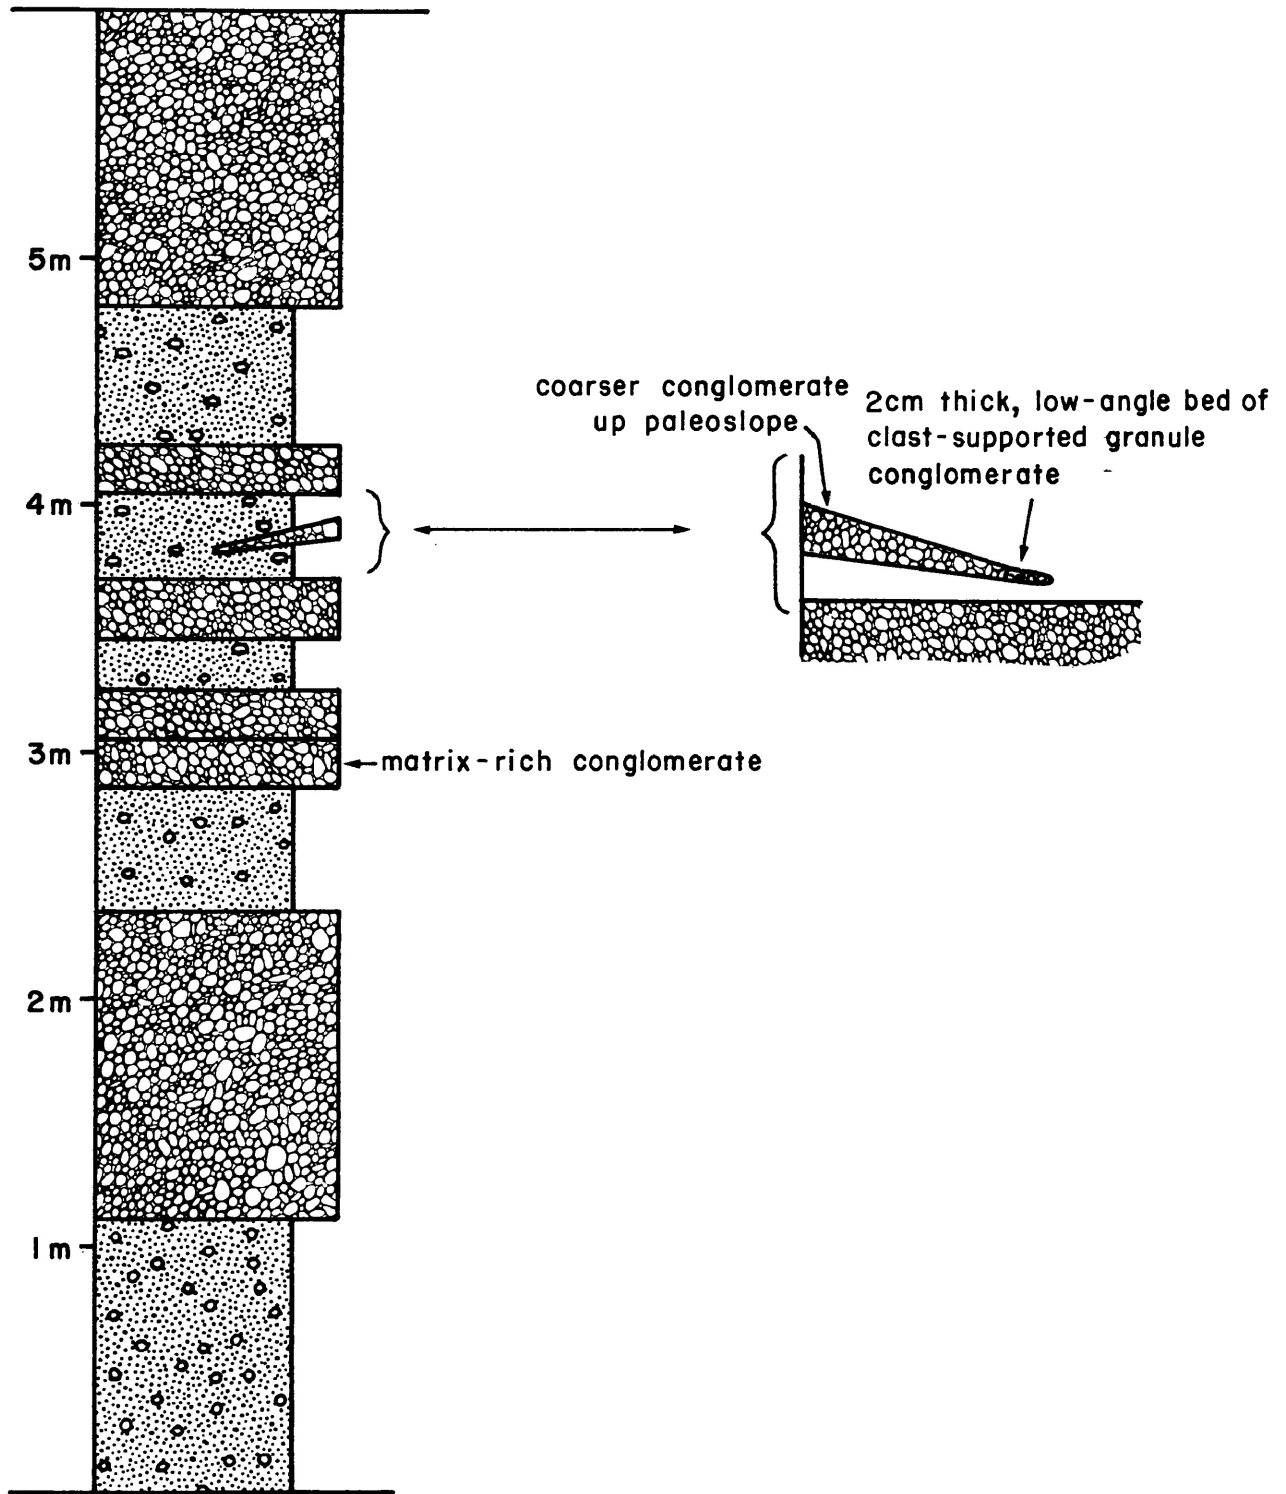 5m
coarser conglomerate
up paleoslope
2cm thick, low-angle bed of
clast-supported granule
conglomerate
4m
3m
matrix-rich conglomerate
2m
1m